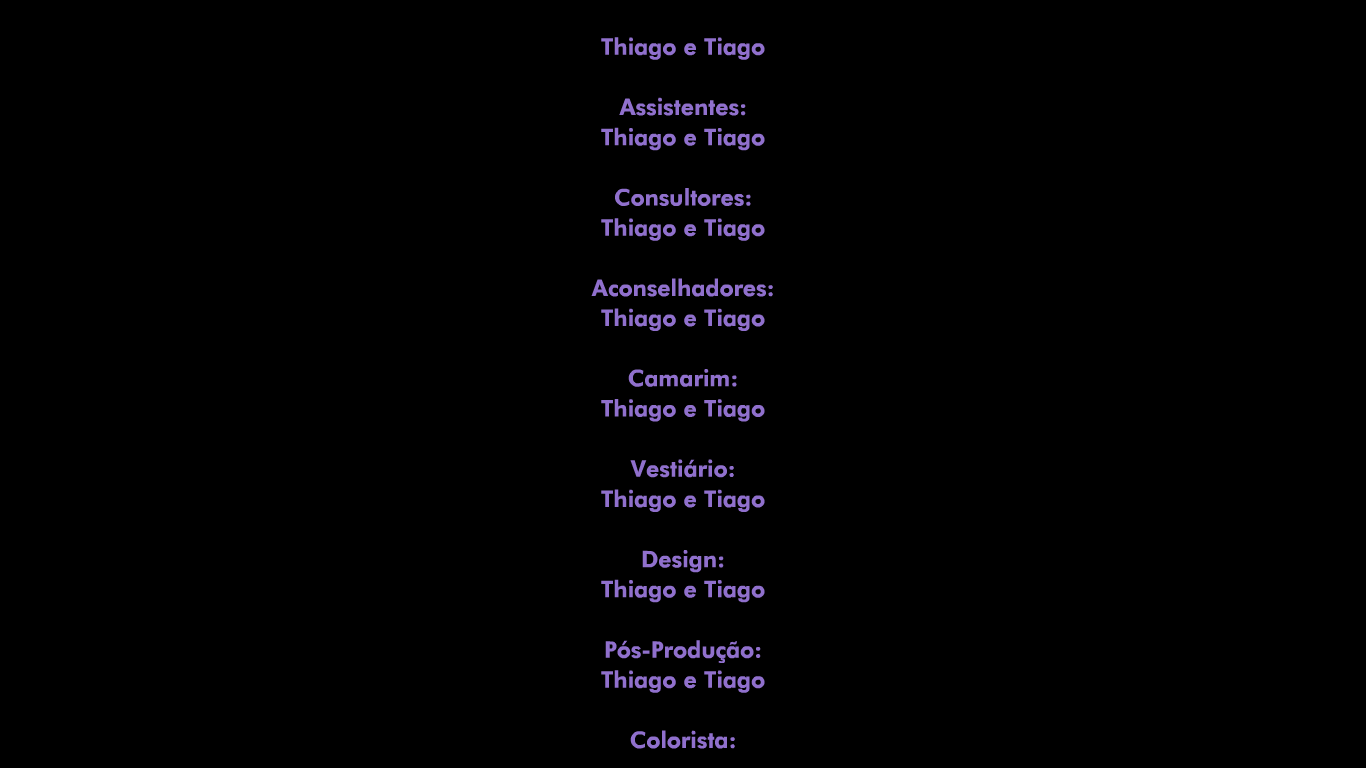 Thiago e Tiago
Assistentes:
Thiago e Tiago
Consultores:
Thiago e Tiago
Aconselhadores:
Thiago e Tiago
Camarim:
Thiago e Tiago
Vestiário:
Thiago e Tiago
Design:
Thiago e Tiago
Pós-Produção:
Thiago e Tiago
Colorista: